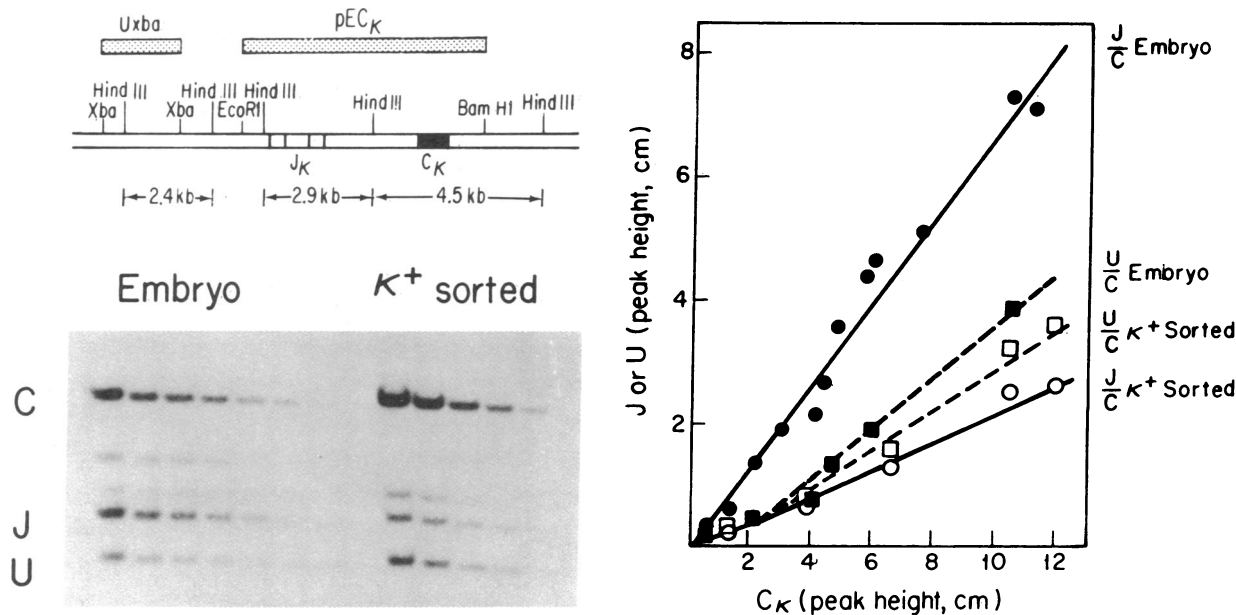 Uxba
pECκ
Hind III
Hind III
Hind III
Hind III
Hind III
Xba
Xba
EcoR1
Bam H1
Jκ
Cκ
2.4 kb
2.9 kb
4.5 kb
Embryo
κ+ sorted
C
J
U
J or U (peak height, cm)
8
6
4
2
2
4
6
8
10
12
Cκ (peak height, cm)
J/C Embryo
U/C Embryo
U/C κ+ Sorted
J/C κ+ Sorted